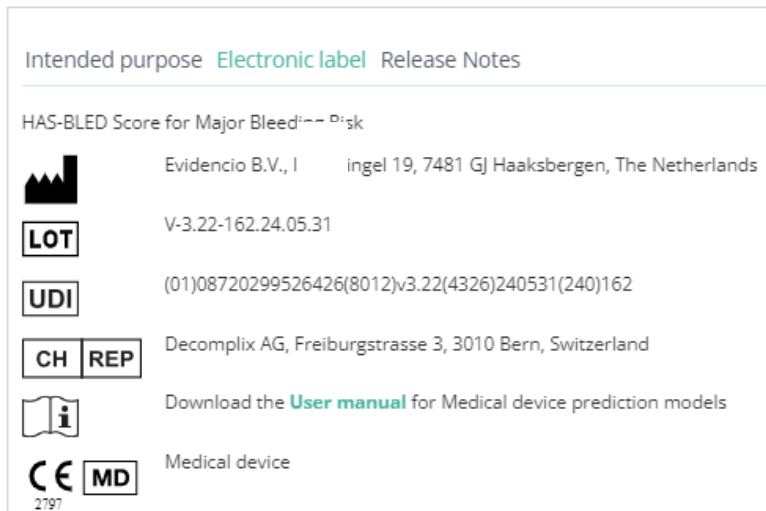 Intended purpose Electronic label Release Notes
HAS-BLED Score for Major
Evidencio B.V., 19, 7481 GJ Haaksbergen, The Netherlands
LOT V-3.22-162.24.05.31
UDI (01)08720299526426(8012)v3.22(4326)240531(240)162
CH REP Decomplix AG, Freiburgstrasse 3, 3010 Bern, Switzerland
i Download the User manual for Medical device prediction models
CE MD Medical device
2797